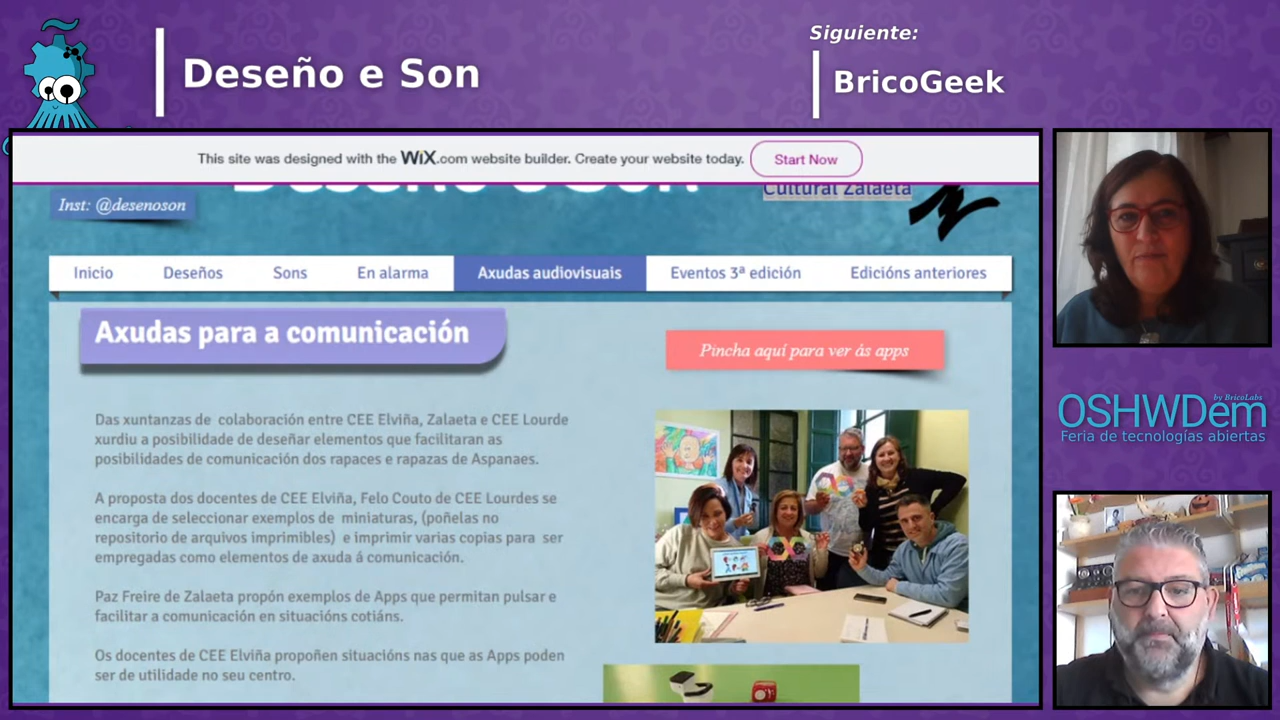 Deseño e Son
Siguiente:
BricoGeek
This site was designed with the WiX.com website builder. Create your website today.
Start Now
Deseño e Son
Cultural Zalaeta
Inst: @desenoson
Inicio
Deseños
Sons
En alarma
Axudas audiovisuais
Eventos 3ª edición
Edicións anteriores
Axudas para a comunicación
Pincha aquí para ver ás apps
Das xuntanzas de colaboración entre CEE Elviña, Zalaeta e CEE Lourde
xurdiu a posibilidade de deseñar elementos que facilitaran as
posibilidades de comunicación dos rapaces e rapazas de Aspanaes.
A proposta dos docentes de CEE Elviña, Felo Couto de CEE Lourdes se
encarga de seleccionar exemplos de miniaturas, (poñelas no
repositorio de arquivos imprimibles) e imprimir varias copias para ser
empregadas como elementos de axuda á comunicación.
Paz Freire de Zalaeta propón exemplos de Apps que permitan pulsar e
facilitar a comunicación en situacións cotiáns.
Os docentes de CEE Elviña propoñen situacións nas que as Apps poden
ser de utilidade no seu centro.
by BricoLabs
OSHWDem
Feria de tecnologías abiertas